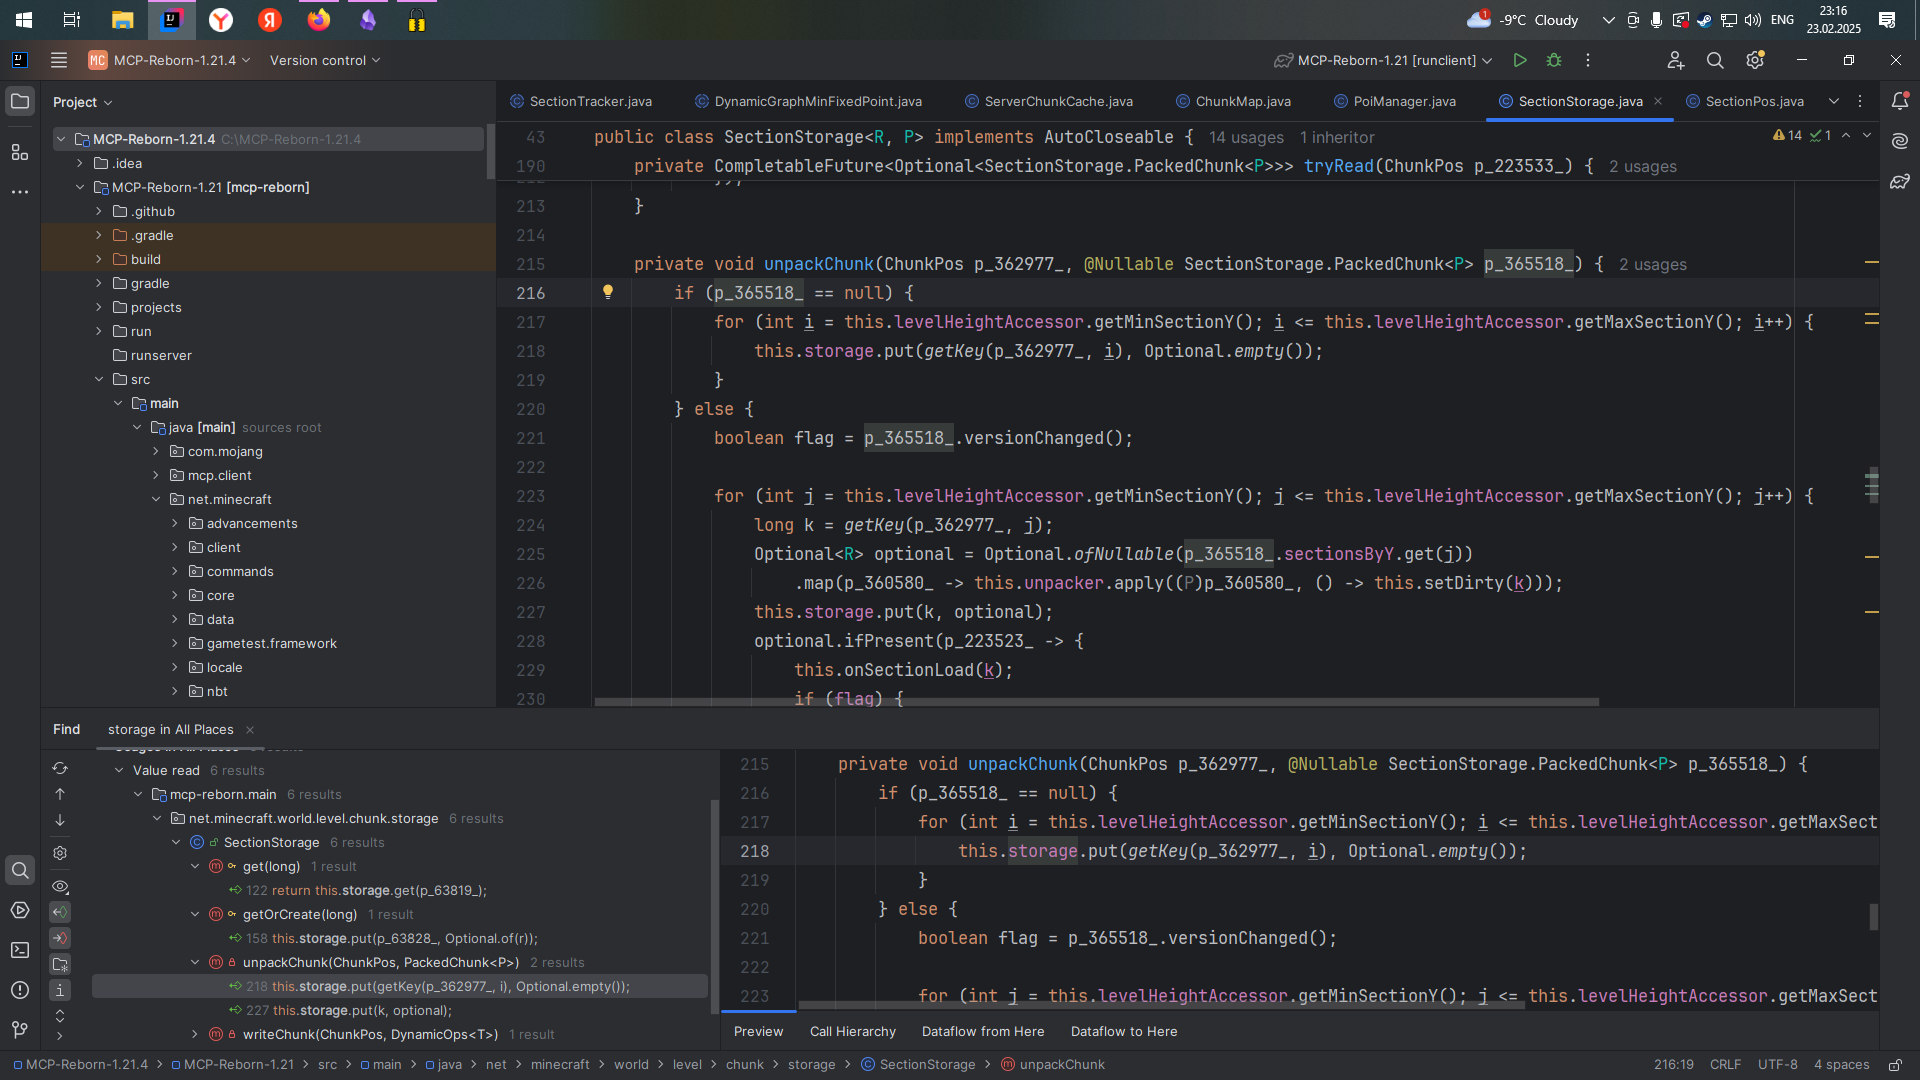 -9°C Cloudy
ENG
23:16
23.02.2025
MC MCP-Reborn-1.21.4
Version control
MCP-Reborn-1.21 [runclient]
Project
MCP-Reborn-1.21.4 C:\MCP-Reborn-1.21.4
.idea
MCP-Reborn-1.21 [mcp-reborn]
.github
.gradle
build
gradle
projects
run
runserver
src
main
java [main] sources root
com.mojang
mcp.client
net.minecraft
advancements
client
commands
core
data
gametest.framework
locale
nbt
SectionTracker.java
DynamicGraphMinFixedPoint.java
ServerChunkCache.java
ChunkMap.java
PoiManager.java
SectionStorage.java
SectionPos.java
43 public class SectionStorage<R, P> implements AutoCloseable { 14 usages 1 inheritor
14 1
190 private CompletableFuture<Optional<SectionStorage.PackedChunk<P>>> tryRead(ChunkPos p_223533_) { 2 usages
213 }
214
215 private void unpackChunk(ChunkPos p_362977_, @Nullable SectionStorage.PackedChunk<P> p_365518_) { 2 usages
216 if (p_365518_ == null) {
217 for (int i = this.levelHeightAccessor.getMinSectionY(); i <= this.levelHeightAccessor.getMaxSectionY(); i++) {
218 this.storage.put(getKey(p_362977_, i), Optional.empty());
219 }
220 } else {
221 boolean flag = p_365518_.versionChanged();
222
223 for (int j = this.levelHeightAccessor.getMinSectionY(); j <= this.levelHeightAccessor.getMaxSectionY(); j++) {
224 long k = getKey(p_362977_, j);
225 Optional<R> optional = Optional.ofNullable(p_365518_.sectionsByY.get(j))
226 .map(p_360580_ -> this.unpacker.apply((P)p_360580_, () -> this.setDirty(k)));
227 this.storage.put(k, optional);
228 optional.ifPresent(p_223523_ -> {
229 this.onSectionLoad(k);
230 if (flag) {
Find
storage in All Places
Value read 6 results
mcp-reborn.main 6 results
net.minecraft.world.level.chunk.storage 6 results
SectionStorage 6 results
get(long) 1 result
122 return this.storage.get(p_63819_);
getOrCreate(long) 1 result
158 this.storage.put(p_63828_, Optional.of(r));
unpackChunk(ChunkPos, PackedChunk<P>) 2 results
218 this.storage.put(getKey(p_362977_, i), Optional.empty());
227 this.storage.put(k, optional);
writeChunk(ChunkPos, DynamicOps<T>) 1 result
215 private void unpackChunk(ChunkPos p_362977_, @Nullable SectionStorage.PackedChunk<P> p_365518_) {
216 if (p_365518_ == null) {
217 for (int i = this.levelHeightAccessor.getMinSectionY(); i <= this.levelHeightAccessor.getMaxSect
218 this.storage.put(getKey(p_362977_, i), Optional.empty());
219 }
220 } else {
221 boolean flag = p_365518_.versionChanged();
222
223 for (int j = this.levelHeightAccessor.getMinSectionY(); j <= this.levelHeightAccessor.getMaxSect
Preview
Call Hierarchy
Dataflow from Here
Dataflow to Here
MCP-Reborn-1.21.4 > MCP-Reborn-1.21 > src > main > java > net > minecraft > world > level > chunk > storage > SectionStorage > unpackChunk
216:19 CRLF UTF-8 4 spaces